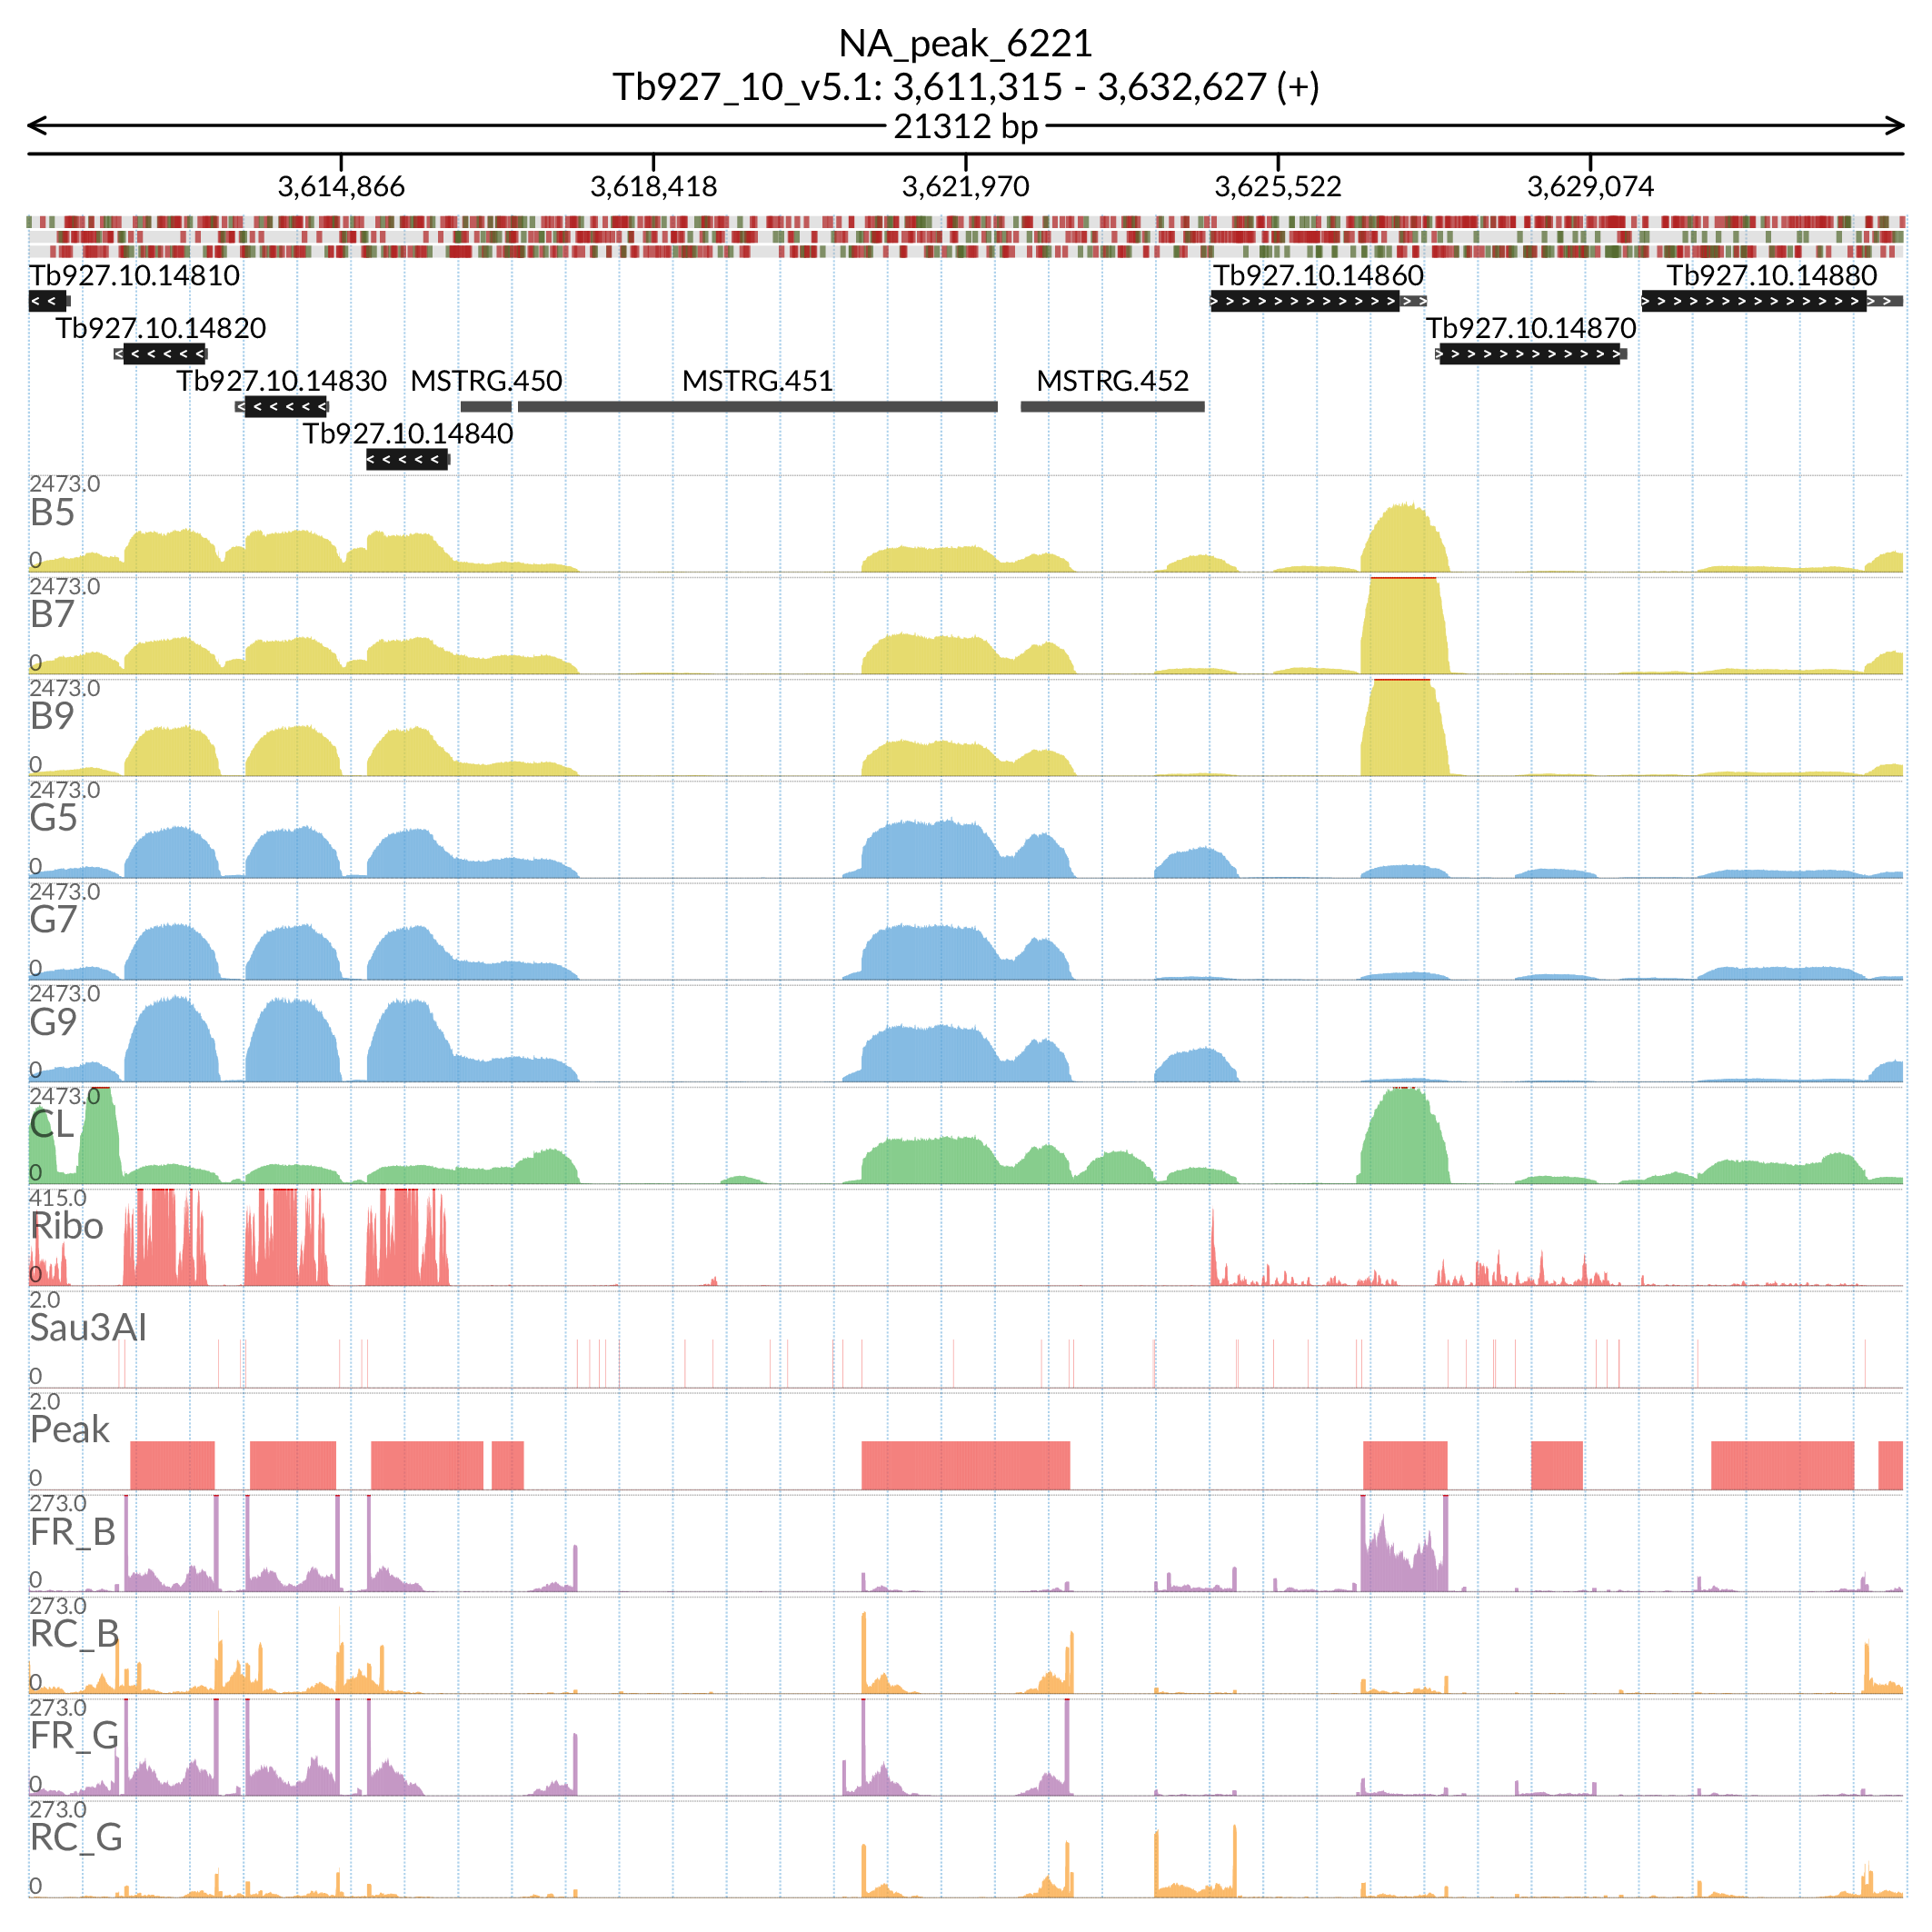 NA_peak_6221
Tb927_10_v5.1: 3,611,315 - 3,632,627 (+)
21312 bp
3,614,866 3,618,418 3,621,970 3,625,522 3,629,074
Tb927.10.14810 Tb927.10.14860 Tb927.10.14880
Tb927.10.14820 Tb927.10.14870
Tb927.10.14830 MSTRG.450 MSTRG.451 MSTRG.452
Tb927.10.14840
2473.0
B5
0
2473.0
B7
0
2473.0
B9
0
2473.0
G5
0
2473.0
G7
0
2473.0
G9
0
2473.0
CL
0
415.0
Ribo
0
2.0
Sau3AI
0
2.0
Peak
0
273.0
FR_B
0
273.0
RC_B
0
273.0
FR_G
0
273.0
RC_G
0